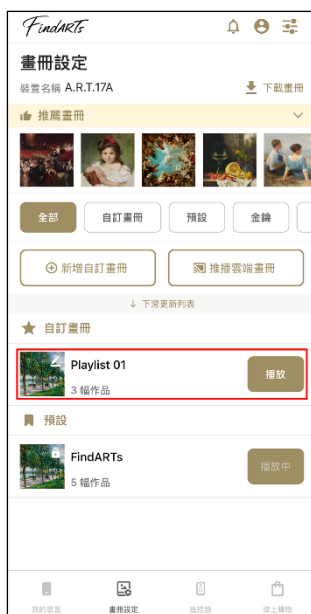 FindARTs
畫冊設定
裝置名稱 A.R.T.17A
下載畫冊
推薦畫冊
全部
自訂畫冊
預設
金鑰
新增自訂畫冊
推播雲端畫冊
↓ 下滑更新列表
自訂畫冊
Playlist 01
3 幅作品
播放
預設
FindARTs
5 幅作品
播放中
我的裝置
畫冊設定
遙控器
線上購物